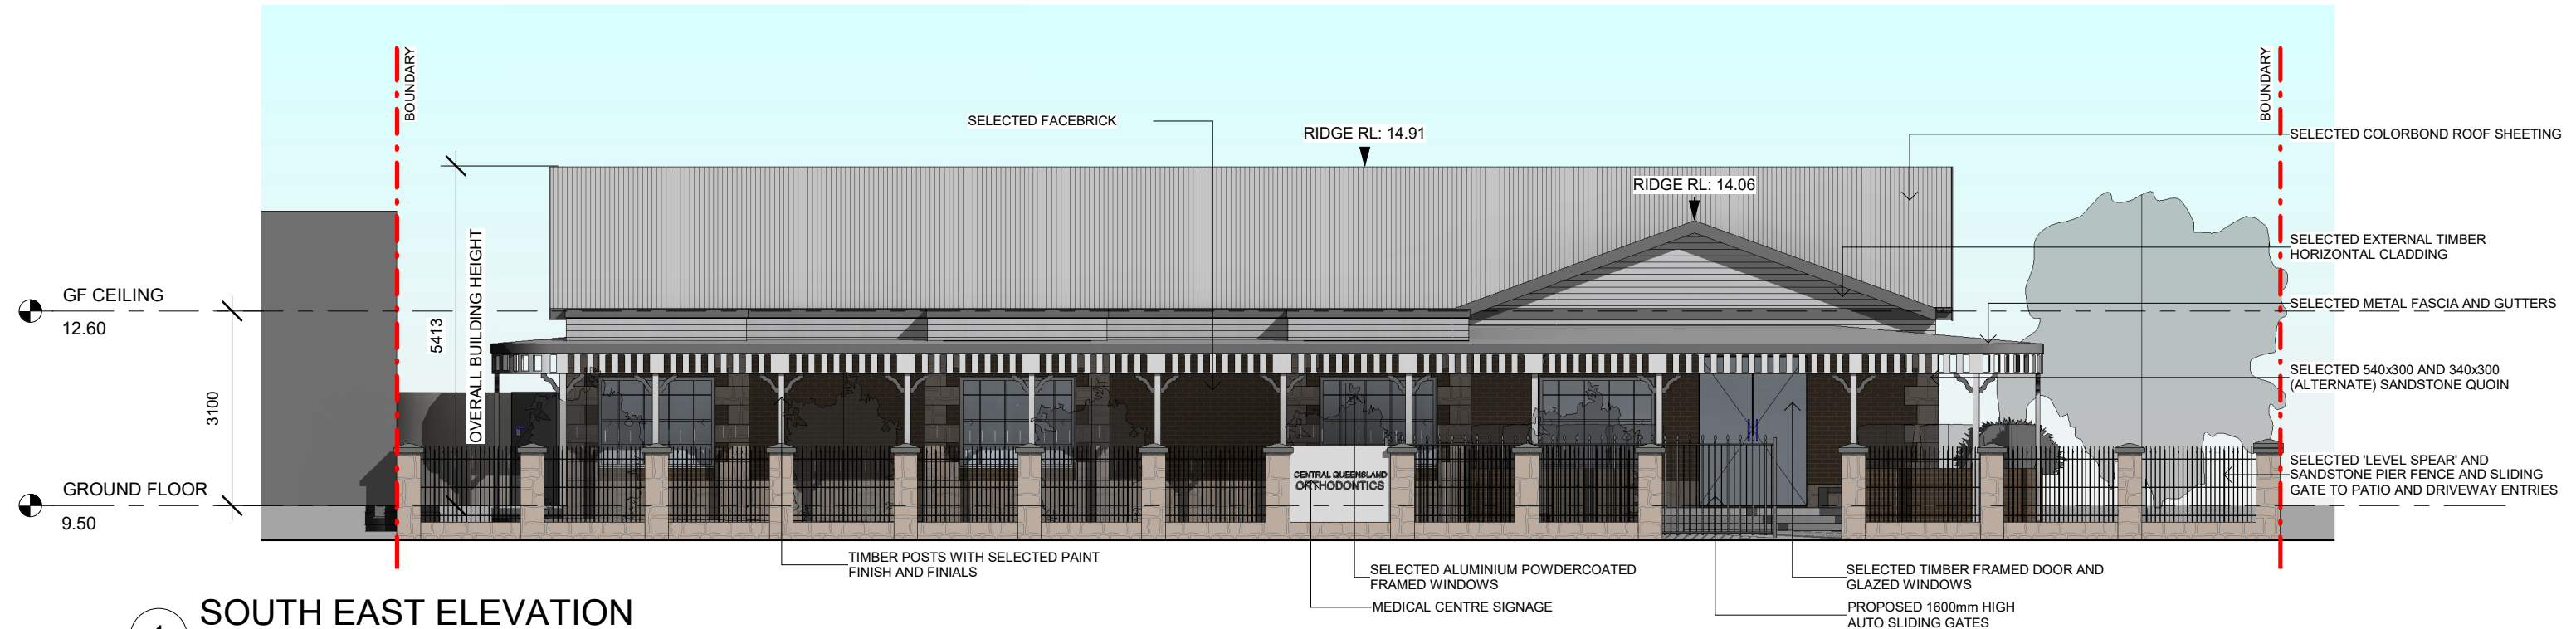 BOUNDARY
BOUNDARY
SELECTED FACEBRICK
RIDGE RL: 14.91
SELECTED COLORBOND ROOF SHEETING
RIDGE RL: 14.06
SELECTED EXTERNAL TIMBER
HORIZONTAL CLADDING
GF CEILING
12.60
SELECTED METAL FASCIA AND GUTTERS
5413
OVERALL BUILDING HEIGHT
3100
SELECTED 540x300 AND 340x300
(ALTERNATE) SANDSTONE QUOIN
CENTRAL QUEENSLAND
ORTHODONTICS
SELECTED 'LEVEL SPEAR' AND
SANDSTONE PIER FENCE AND SLIDING
GATE TO PATIO AND DRIVEWAY ENTRIES
GROUND FLOOR
9.50
TIMBER POSTS WITH SELECTED PAINT
FINISH AND FINIALS
SELECTED ALUMINIUM POWDERCOATED
FRAMED WINDOWS
SELECTED TIMBER FRAMED DOOR AND
GLAZED WINDOWS
MEDICAL CENTRE SIGNAGE
PROPOSED 1600mm HIGH
AUTO SLIDING GATES
SOUTH EAST ELEVATION